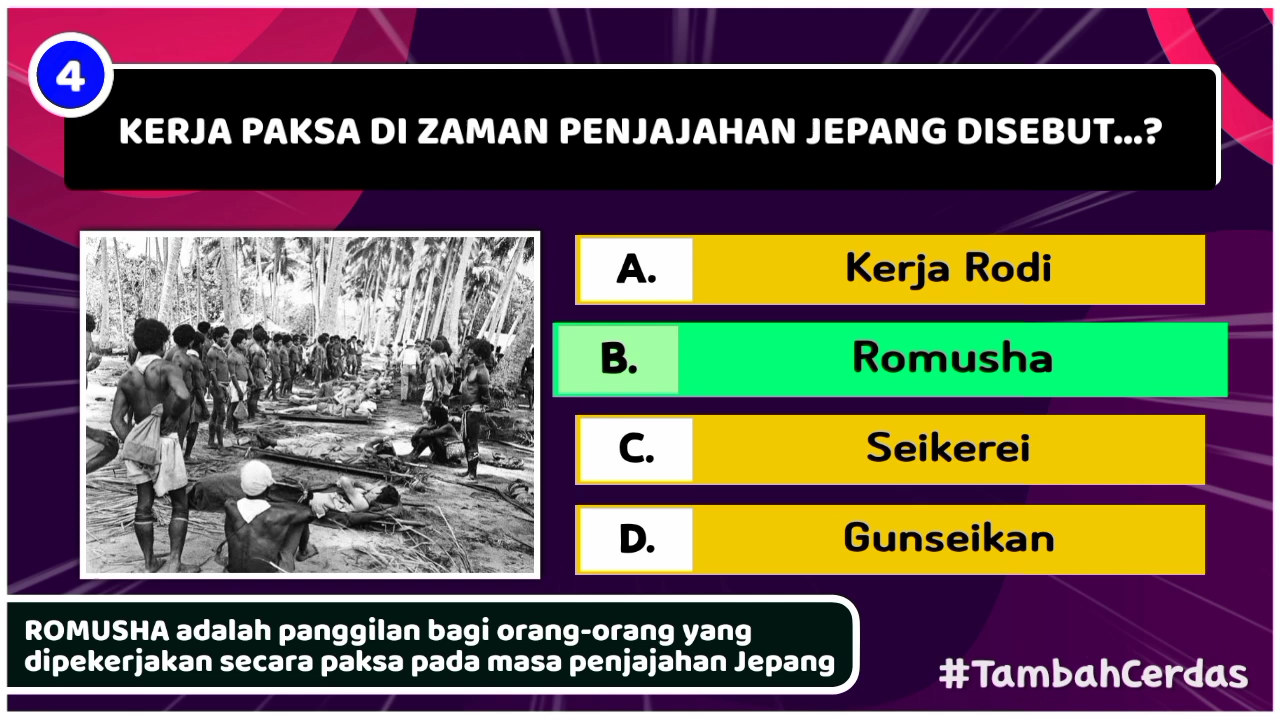 4
KERJA PAKSA DI ZAMAN PENJAJAHAN JEPANG DISEBUT...?
A. Kerja Rodi
B. Romusha
C. Seikerei
D. Gunseikan
ROMUSHA adalah panggilan bagi orang-orang yang
dipekerjakan secara paksa pada masa penjajahan Jepang
#TambahCerdas